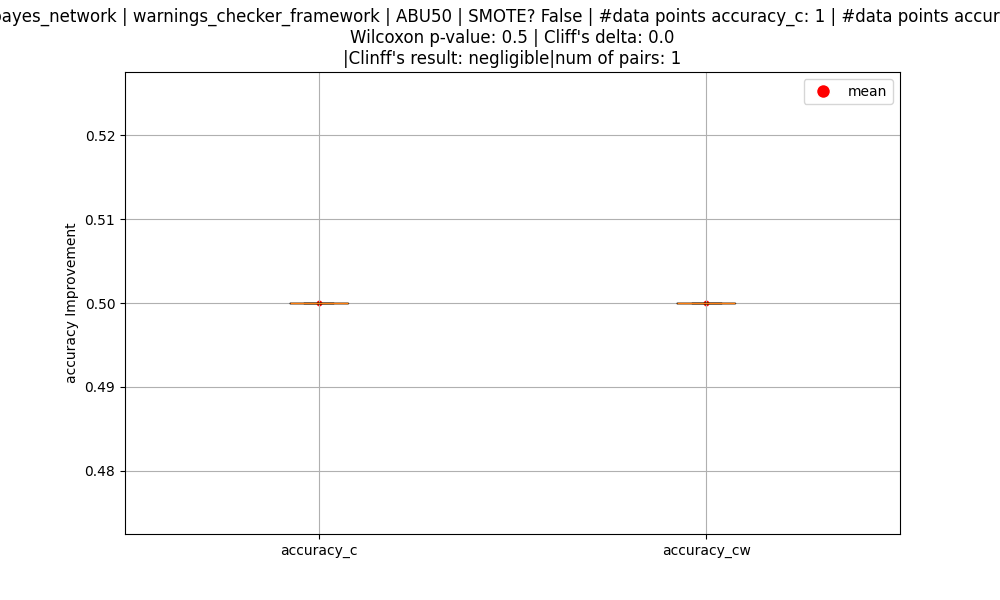 bayes_network | warnings_checker_framework | ABU50 | SMOTE? False | #data points accuracy_c: 1 | #data points
Wilcoxon p-value: 0.5 | Cliff's delta: 0.0
|Clinff's result: negligible|num of pairs: 1
mean
0.52
0.51
0.50
0.49
0.48
accuracy Improvement
accuracy_c
accuracy_cw